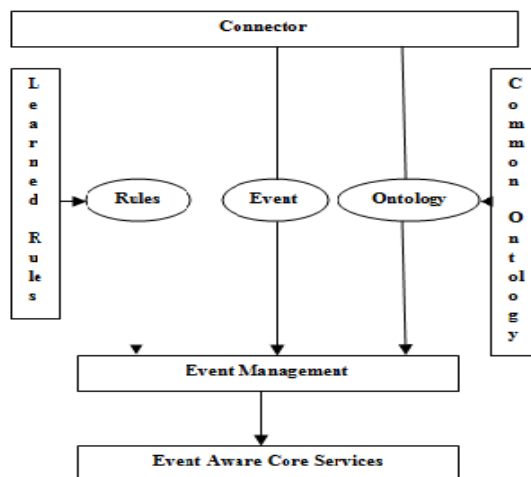 Connector
Learned Rules
Common Ontology
Rules
Event
Ontology
Event Management
Event Aware Core Services